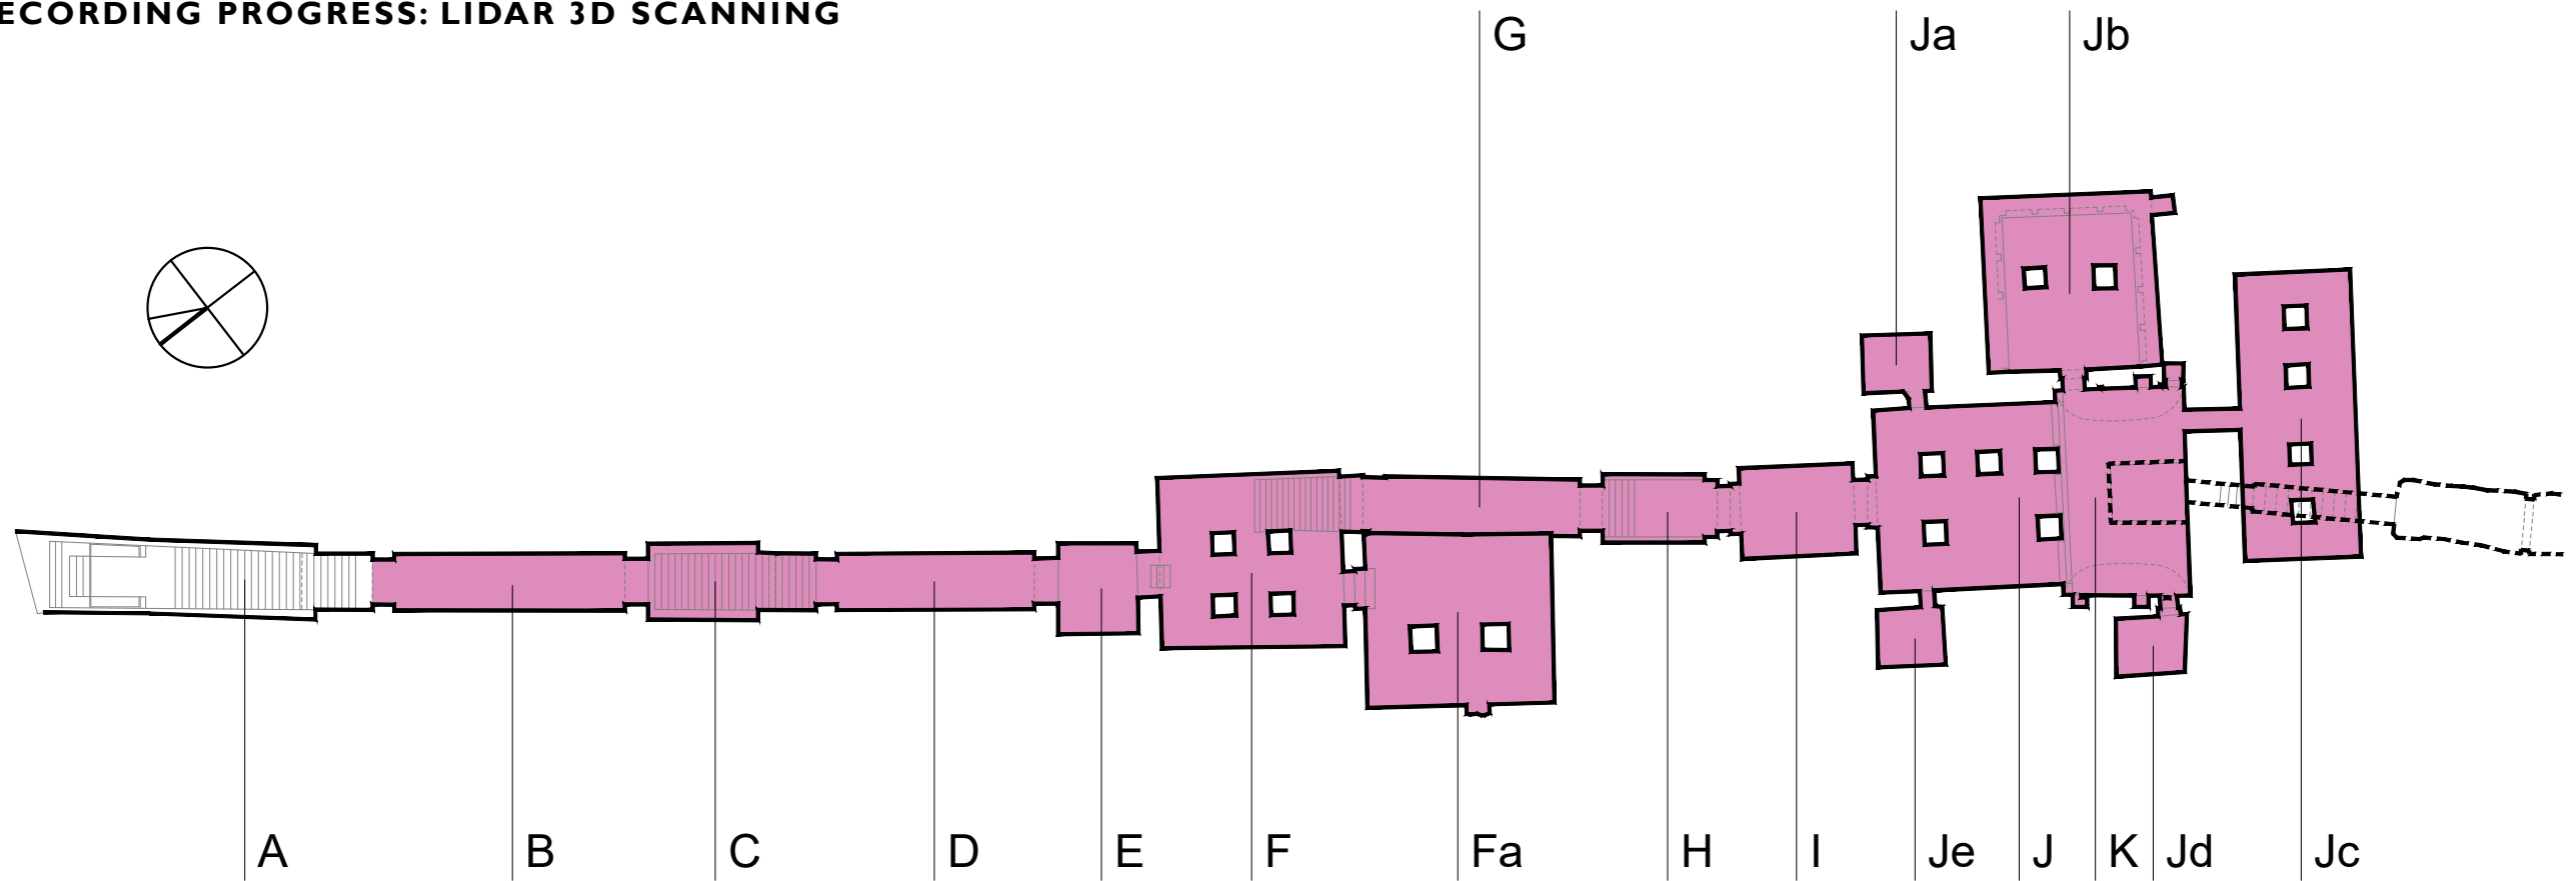 ECORDING PROGRESS: LIDAR 3D SCANNING
G
Ja
Jb
A
B
C
D
E
F
Fa
H
I
Je
J
K
Jd
Jc